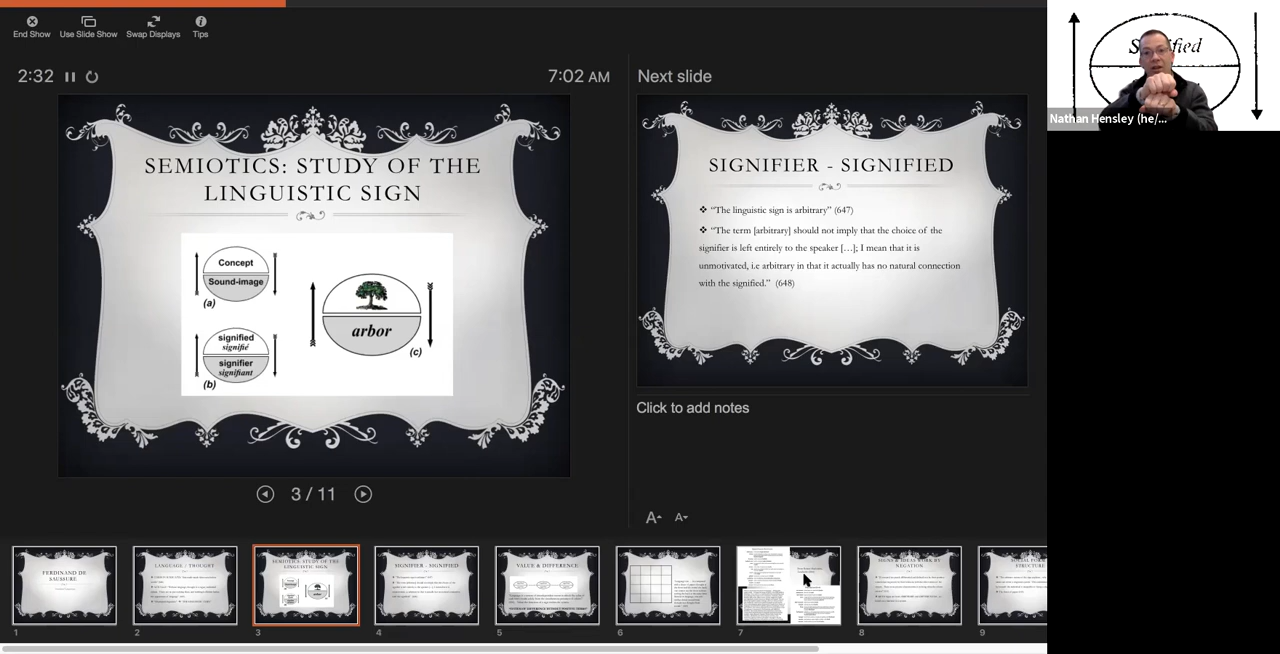 End Show
Use Slide Show
Swap Displays
Tips
2:32
7:02 AM
SEMIOTICS: STUDY OF THE
LINGUISTIC SIGN
Concept
Sound-image
(a)
signified
signifié
signifier
signifiant
(b)
arbor
(c)
3 / 11
Next slide
SIGNIFIER - SIGNIFIED
❖ “The linguistic sign is arbitrary” (647)
❖ “The term [arbitrary] should not imply that the choice of the
signifier is left entirely to the speaker […]; I mean that it is
unmotivated, i.e arbitrary in that it actually has no natural connection
with the signified.” (648)
Click to add notes
A
A
Nathan Hensley (he/...
FERDINAND DE
SAUSSURE
1
LANGUAGE / THOUGHT
2
SEMIOTICS: STUDY OF THE
LINGUISTIC SIGN
3
SIGNIFIER - SIGNIFIED
4
VALUE & DIFFERENCE
5
6
7
SIGNS & IDEAS WORK BY
NEGATION
8
9